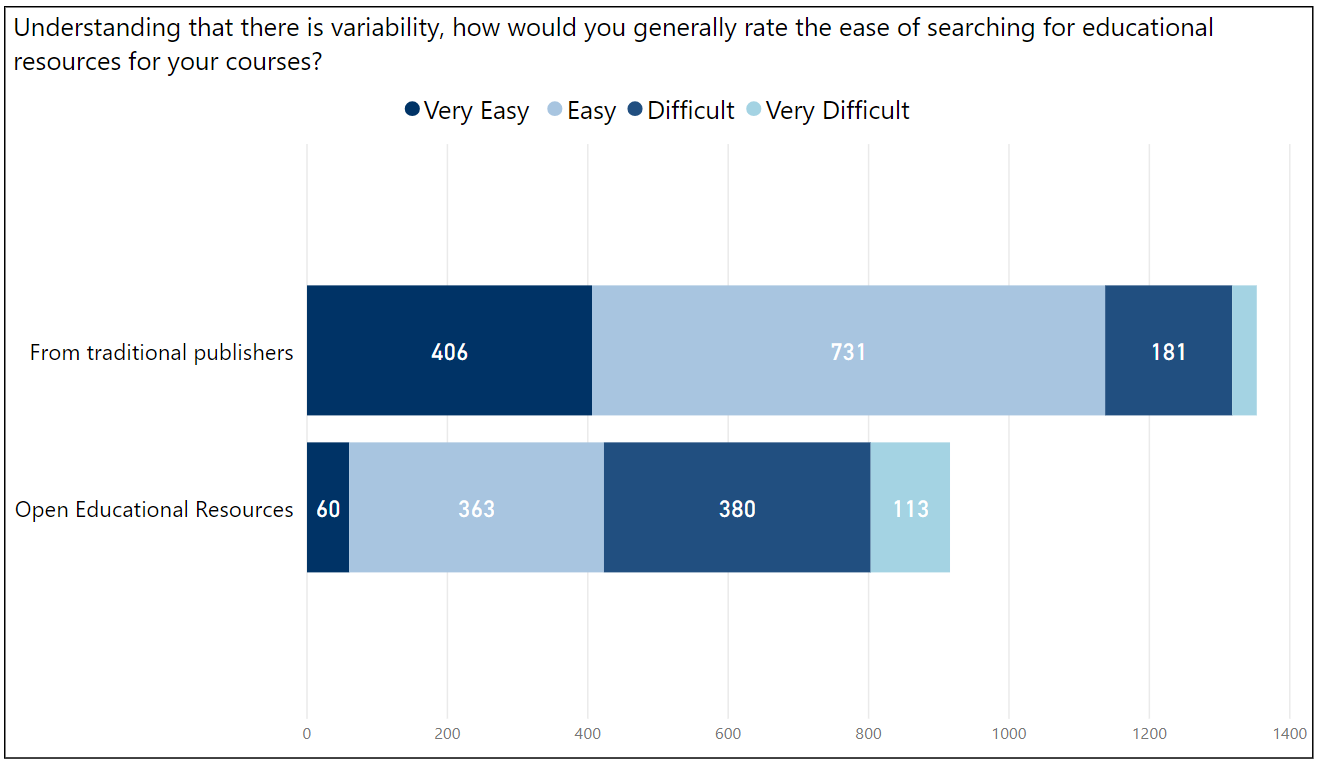 Understanding that there is variability, how would you generally rate the ease of searching for educational
resources for your courses?
Very Easy Easy Difficult Very Difficult
From traditional publishers 406 731 181
Open Educational Resources 60 363 380 113
0 200 400 600 800 1000 1200 1400